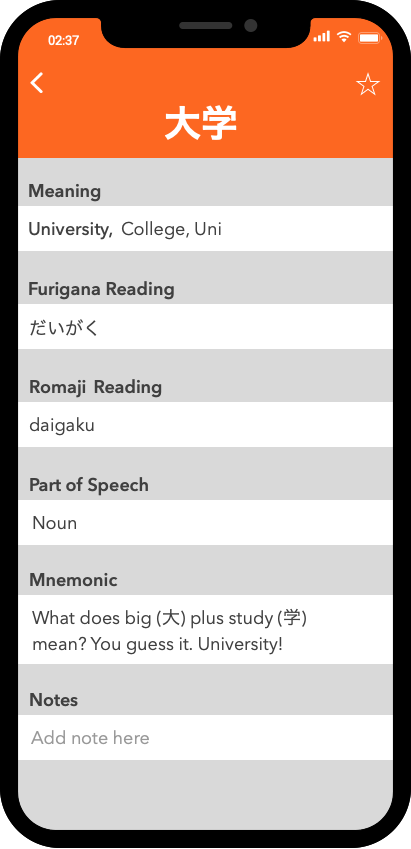 02:37
大学
Meaning
University, College, Uni
Furigana Reading
だいがく
Romaji Reading
daigaku
Part of Speech
Noun
Mnemonic
What does big (大) plus study (学)
mean? You guess it. University!
Notes
Add note here